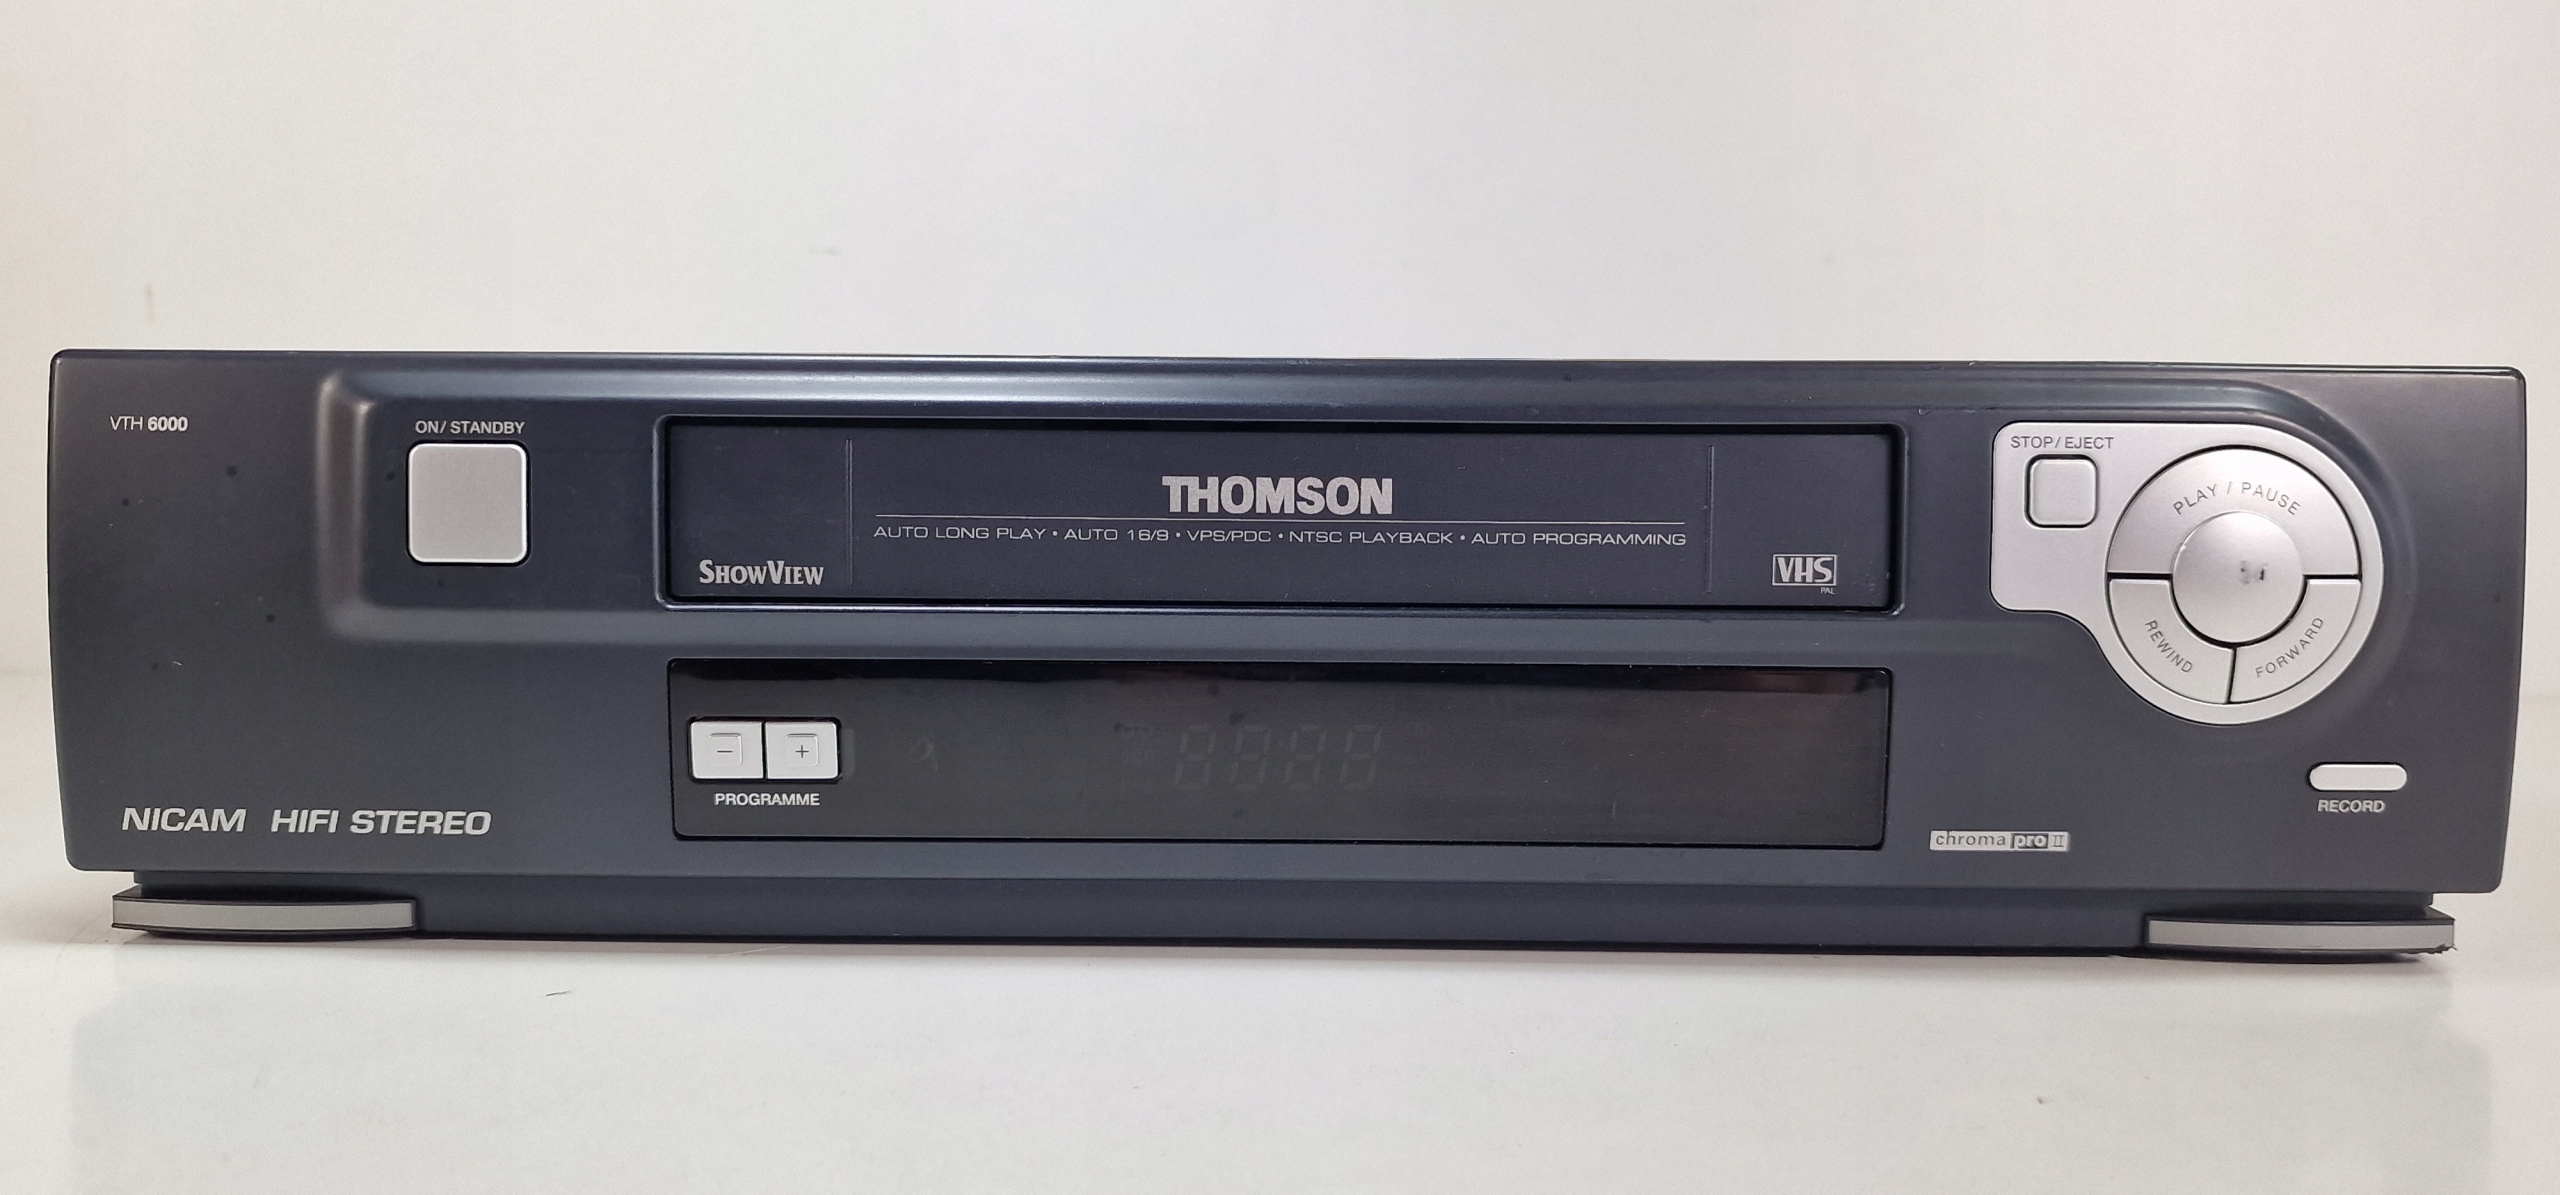 VTH 6000
ON/ STANDBY
THOMSON
AUTO LONG PLAY • AUTO 16/9 • VPS/PDC • NTSC PLAYBACK • AUTO PROGRAMMING
SHOWVIEW
VHS
PAL
STOP/ EJECT
PLAY / PAUSE
REWIND
FORWARD
− +
PROGRAMME
RECORD
NICAM HIFI STEREO
chroma pro II